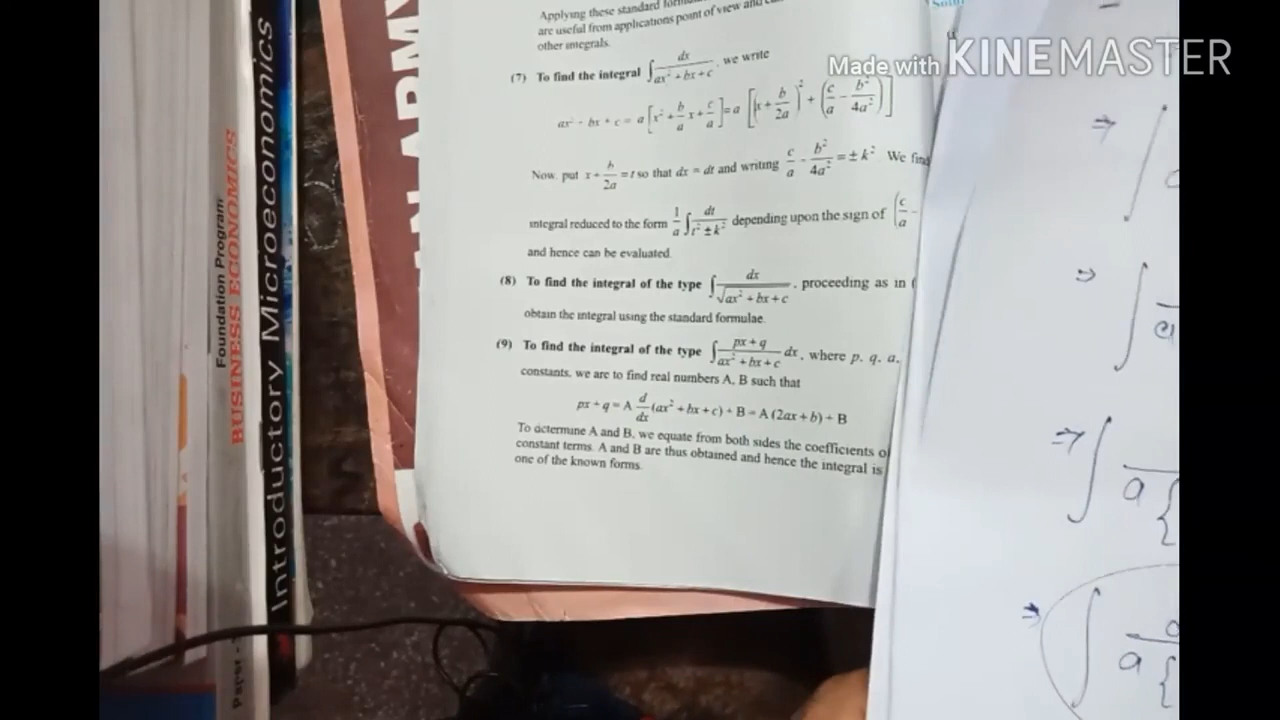 Applying these standard
are useful from applications point of view and
other integrals.
(7) To find the integral ∫ dx/(ax² + bx + c), we write
ax² + bx + c = a [x² + b/a x + c/a] = a [(x + b/2a)² + (c/a - b²/4a²)]
Now, put x + b/2a = t so that dx = dt and writing c/a - b²/4a² = ± k² We find
integral reduced to the form 1/a ∫ dt/(t² ± k²) depending upon the sign of (c/a -
and hence can be evaluated.
(8) To find the integral of the type ∫ dx/√(ax² + bx + c), proceeding as in (
obtain the integral using the standard formulae.
(9) To find the integral of the type ∫ (px + q)/(ax² + bx + c) dx, where p, q, a,
constants, we are to find real numbers A, B such that
px + q = A d/dx (ax² + bx + c) + B = A (2ax + b) + B
To determine A and B, we equate from both sides the coefficients
constant terms. A and B are thus obtained and hence the integral is
one of the known forms.
Made with KINEMASTER
Introductory Microeconomics
Foundation Program
BUSINESS ECONOMICS
Paper -
⇒ ∫
⇒ ∫
⇒ ∫ a {
⇒ ∫ a {